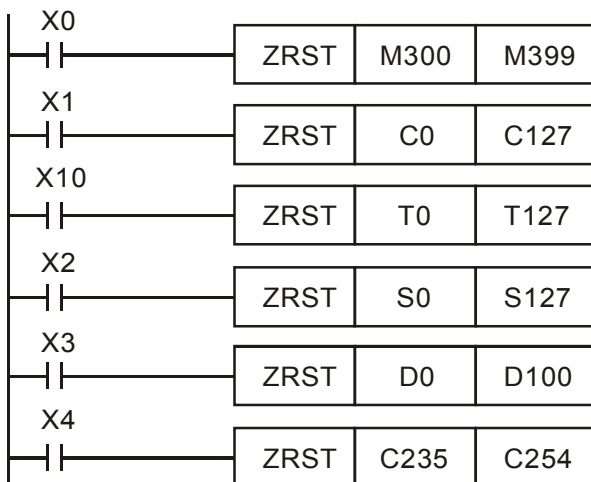 X0
ZRST M300 M399
X1
ZRST C0 C127
X10
ZRST T0 T127
X2
ZRST S0 S127
X3
ZRST D0 D100
X4
ZRST C235 C254